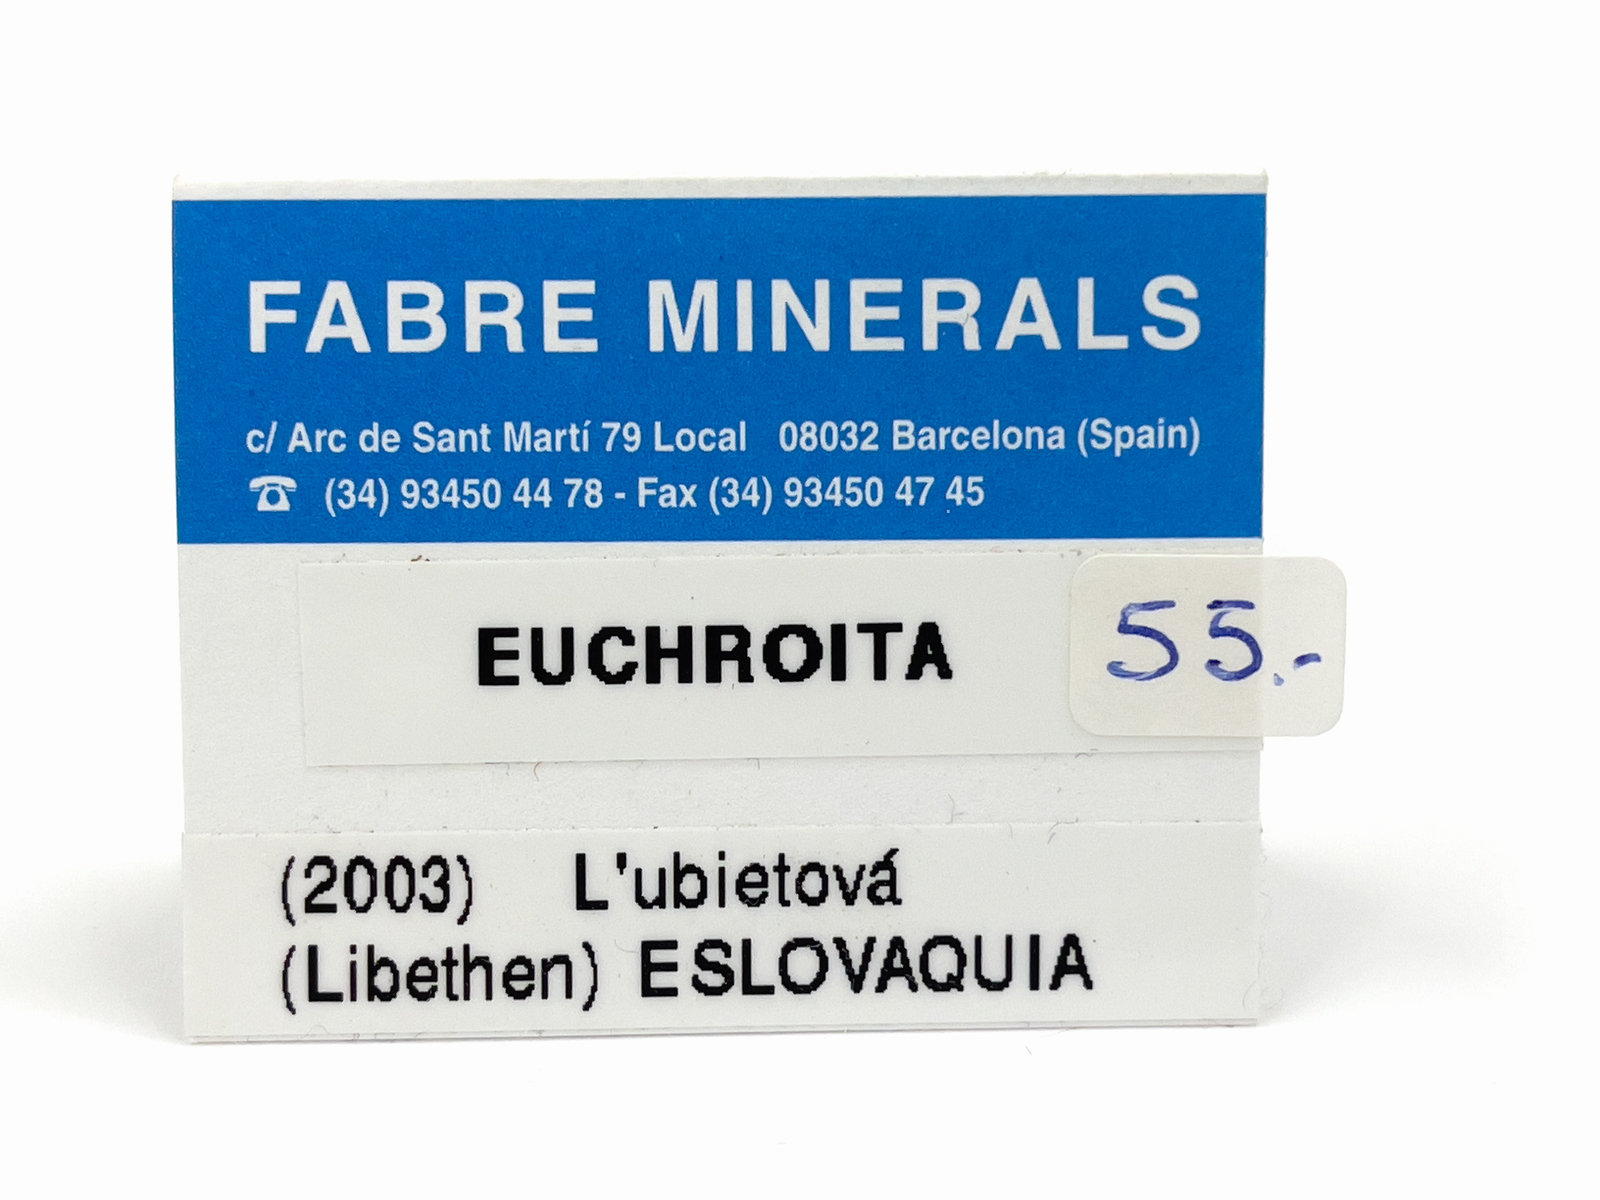 FABRE MINERALS
c/ Arc de Sant Martí 79 Local 08032 Barcelona (Spain)
☎ (34) 93450 44 78 - Fax (34) 93450 47 45
EUCHROITA 55.-
(2003) L'ubietová
(Libethen) ESLOVAQUIA